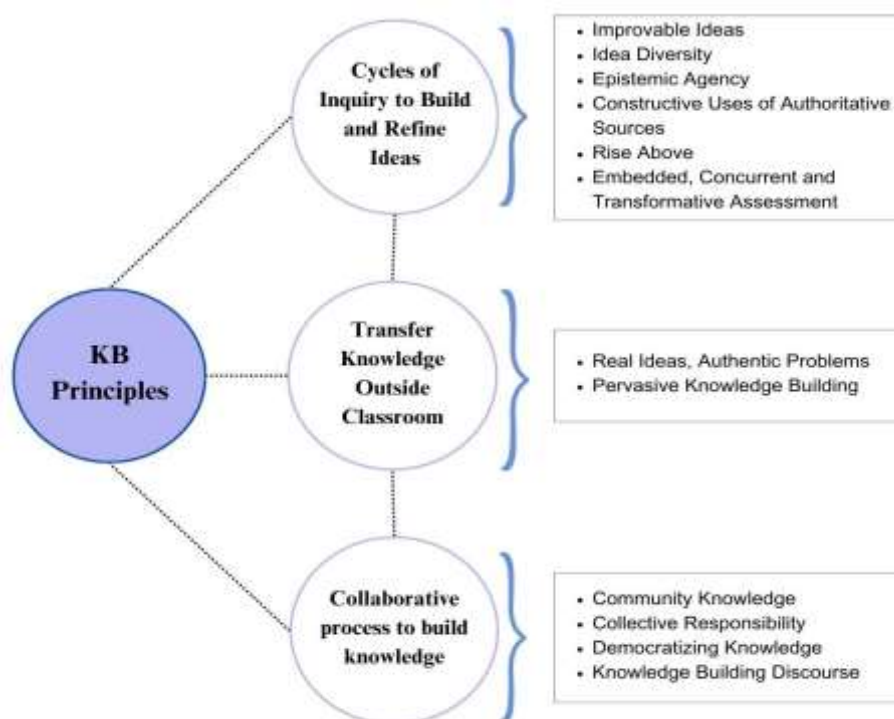 Cycles of
Inquiry to Build
and Refine
Ideas
• Improvable Ideas
• Idea Diversity
• Epistemic Agency
• Constructive Uses of Authoritative
Sources
• Rise Above
• Embedded, Concurrent and
Transformative Assessment
KB
Principles
Transfer
Knowledge
Outside
Classroom
• Real Ideas, Authentic Problems
• Pervasive Knowledge Building
Collaborative
process to build
knowledge
• Community Knowledge
• Collective Responsibility
• Democratizing Knowledge
• Knowledge Building Discourse